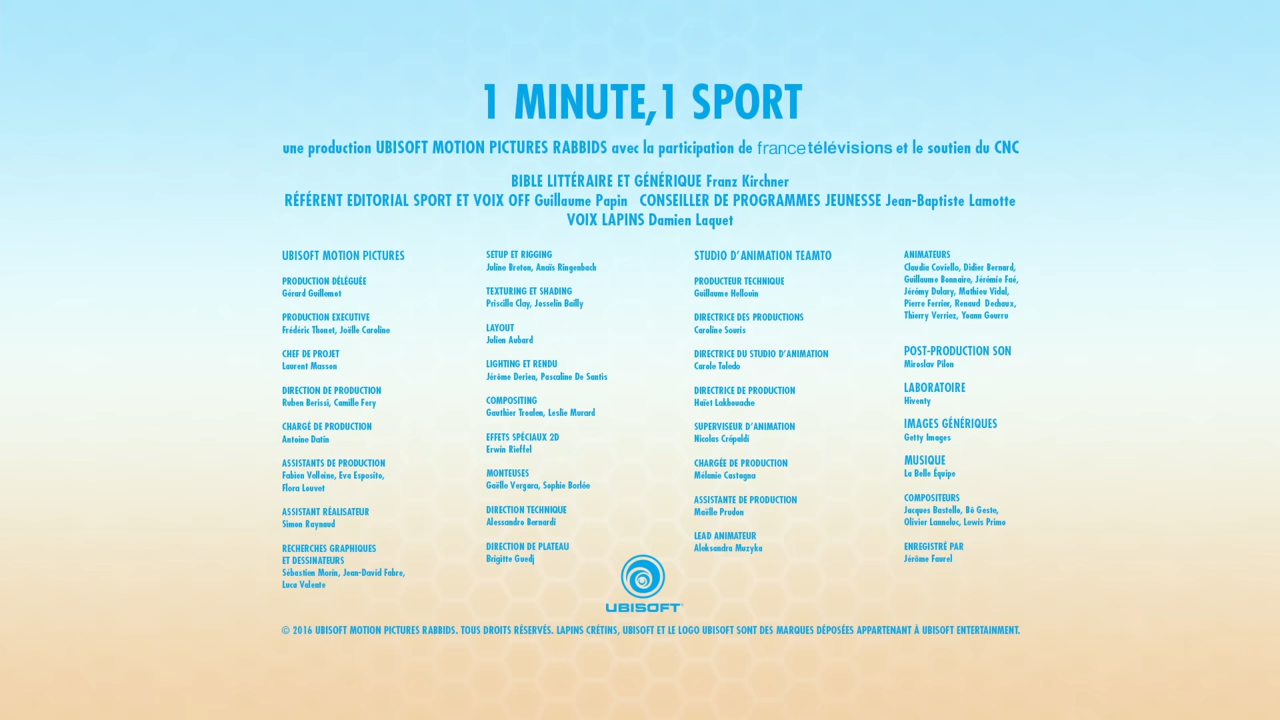 1 MINUTE,1 SPORT
une production UBISOFT MOTION PICTURES RABBIDS avec la participation de francetélévisions et le soutien du CNC
BIBLE LITTÉRAIRE ET GÉNÉRIQUE Franz Kirchner
RÉFÉRENT EDITORIAL SPORT ET VOIX OFF Guillaume Papin CONSEILLER DE PROGRAMMES JEUNESSE Jean-Baptiste Lamotte
VOIX LAPINS Damien Laquet
UBISOFT MOTION PICTURES
PRODUCTION DÉLÉGUÉE
Gérard Guillemot
PRODUCTION EXECUTIVE
Frédéric Thonet, Joëlle Caroline
CHEF DE PROJET
Laurent Masson
DIRECTION DE PRODUCTION
Ruben Berissi, Camille Fery
CHARGÉ DE PRODUCTION
Antoine Datin
ASSISTANTS DE PRODUCTION
Fabien Velleine, Eva Esposito,
Flora Louvet
ASSISTANT RÉALISATEUR
Simon Raynaud
RECHERCHES GRAPHIQUES
ET DESSINATEURS
Sébastien Morin, Jean-David Fabre,
Luca Valente
SETUP ET RIGGING
Juline Breton, Anaïs Ringenbach
TEXTURING ET SHADING
Priscilla Clay, Josselin Bailly
LAYOUT
Julien Aubard
LIGHTING ET RENDU
Jérôme Derien, Pascaline De Santis
COMPOSITING
Gauthier Troalen, Leslie Murard
EFFETS SPÉCIAUX 2D
Erwin Rieffel
MONTEUSES
Gaëlle Vergara, Sophie Borlée
DIRECTION TECHNIQUE
Alessandro Bernardi
DIRECTION DE PLATEAU
Brigitte Guedj
STUDIO D'ANIMATION TEAMTO
PRODUCTEUR TECHNIQUE
Guillaume Hellouin
DIRECTRICE DES PRODUCTIONS
Caroline Souris
DIRECTRICE DU STUDIO D'ANIMATION
Carole Toledo
DIRECTRICE DE PRODUCTION
Haïet Lakhouache
SUPERVISEUR D'ANIMATION
Nicolas Crépaldi
CHARGÉE DE PRODUCTION
Mélanie Castagna
ASSISTANTE DE PRODUCTION
Maëlle Prudon
LEAD ANIMATEUR
Aleksandra Muzyka
ANIMATEURS
Claudia Coviello, Didier Bernard,
Guillaume Bonnaire, Jérémie Faé,
Jérémy Dulary, Mathieu Vidal,
Pierre Ferrier, Renaud Dechaux,
Thierry Verriez, Yoann Gourru
POST-PRODUCTION SON
Miroslav Pilon
LABORATOIRE
Hiventy
IMAGES GÉNÉRIQUES
Getty Images
MUSIQUE
La Belle Équipe
COMPOSITEURS
Jacques Bastello, Bô Geste,
Olivier Lanneluc, Lewis Primo
ENREGISTRÉ PAR
Jérôme Faurel
UBISOFT
© 2016 UBISOFT MOTION PICTURES RABBIDS. TOUS DROITS RÉSERVÉS. LAPINS CRÉTINS, UBISOFT ET LE LOGO UBISOFT SONT DES MARQUES DÉPOSÉES APPARTENANT À UBISOFT ENTERTAINMENT.